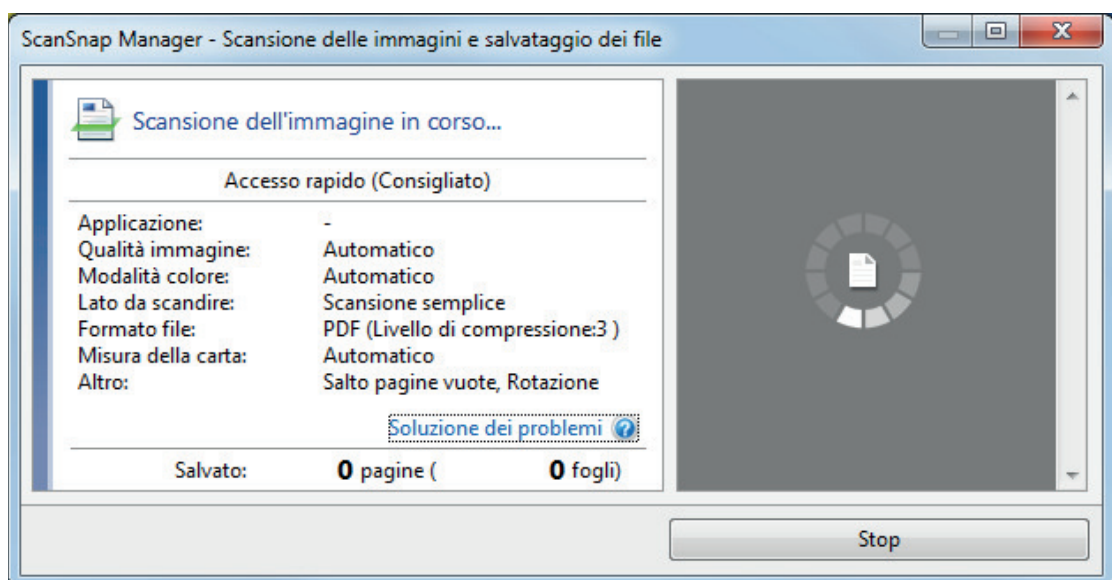 ScanSnap Manager - Scansione delle immagini e salvataggio dei file
Scansione dell'immagine in corso...
Accesso rapido (Consigliato)
Applicazione: -
Qualità immagine: Automatico
Modalità colore: Automatico
Lato da scandire: Scansione semplice
Formato file: PDF (Livello di compressione:3 )
Misura della carta: Automatico
Altro: Salto pagine vuote, Rotazione
Soluzione dei problemi ?
Salvato: 0 pagine ( 0 fogli)
Stop